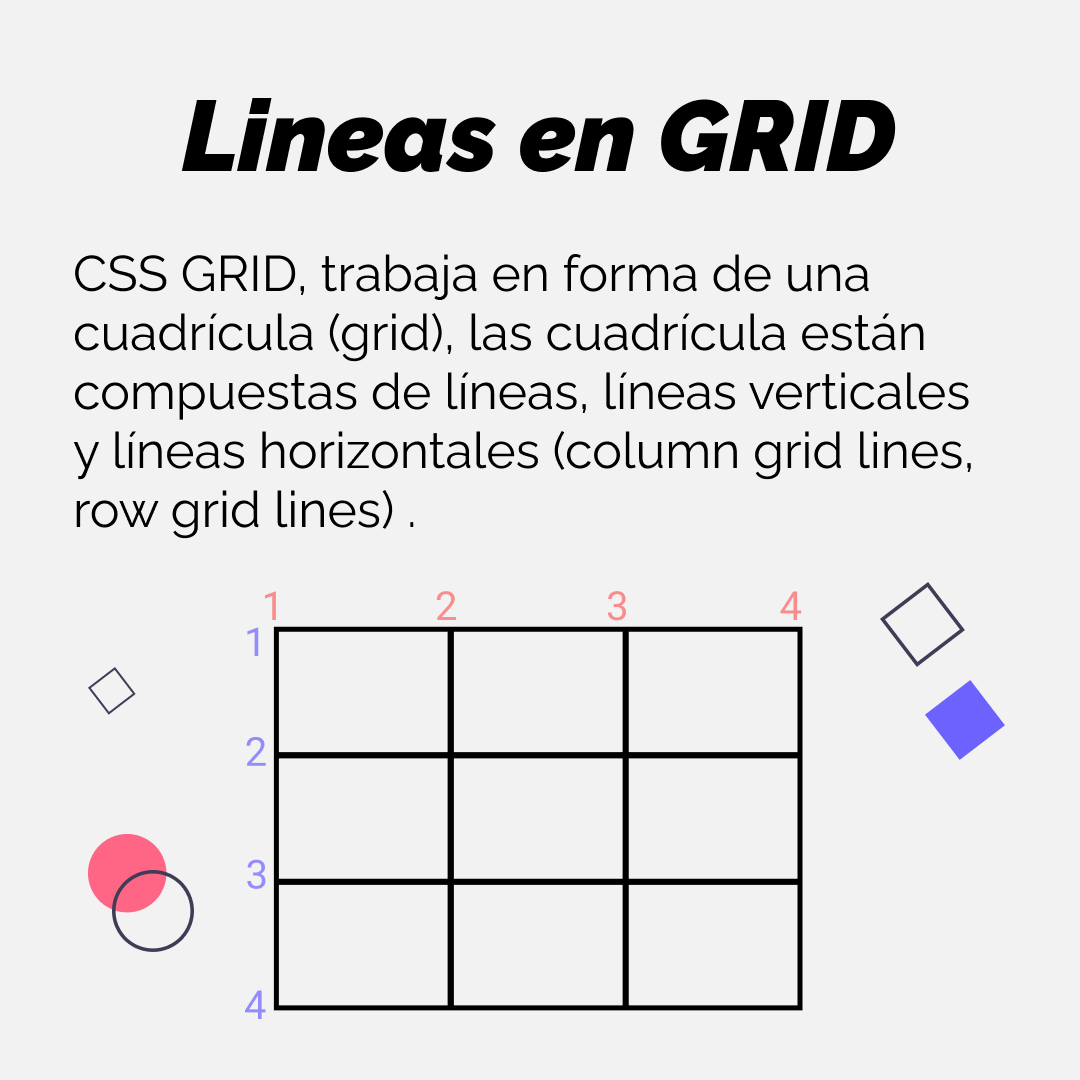 Lineas en GRID
CSS GRID, trabaja en forma de una
cuadrícula (grid), las cuadrícula están
compuestas de líneas, líneas verticales
y líneas horizontales (column grid lines,
row grid lines) .
1 2 3 4
1
2
3
4